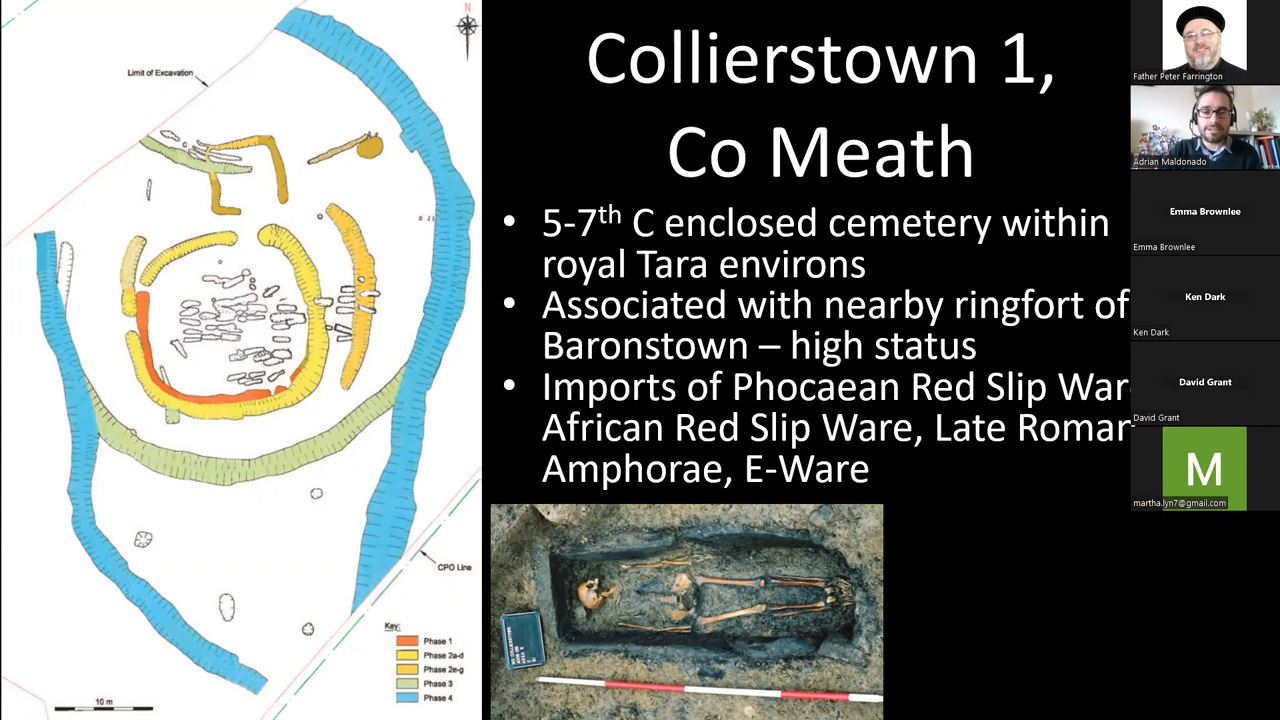 N
Limit of Excavation
CPO Line
Key:
Phase 1
Phase 2a-d
Phase 2e-g
Phase 3
Phase 4
10 m
Collierstown 1,
Co Meath
• 5-7th C enclosed cemetery within
royal Tara environs
• Associated with nearby ringfort of
Baronstown – high status
• Imports of Phocaean Red Slip War
African Red Slip Ware, Late Roman
Amphorae, E-Ware
Father Peter Farrington
Adrian Maldonado
Emma Brownlee
Emma Brownlee
Ken Dark
Ken Dark
David Grant
David Grant
M
martha.lyn7@gmail.com